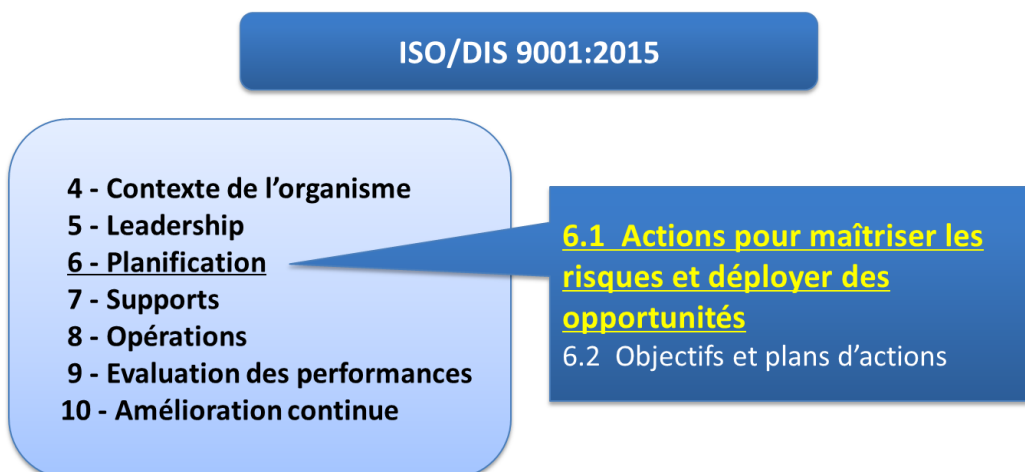 ISO/DIS 9001:2015
4 - Contexte de l’organisme
5 - Leadership
6 - Planification
7 - Supports
8 - Opérations
9 - Evaluation des performances
10 - Amélioration continue
6.1 Actions pour maîtriser les
risques et déployer des
opportunités
6.2 Objectifs et plans d’actions